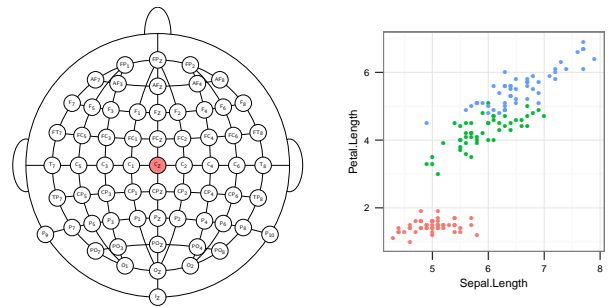 FP1 FPZ FP2
AF7 AF3 AFZ AF4 AF8
F7 F5 F3 F1 FZ F2 F4 F6 F8
FT7 FC5 FC3 FC1 FCZ FC2 FC4 FC6 FT8
T7 C5 C3 C1 CZ C2 C4 C6 T8
TP7 CP5 CP3 CP1 CPZ CP2 CP4 CP6 TP8
P9 P7 P5 P3 P1 PZ P2 P4 P6 P8 P10
PO7 PO3 POZ PO4 PO8
O1 OZ O2
IZ
Petal.Length
6
4
2
5 6 7 8
Sepal.Length